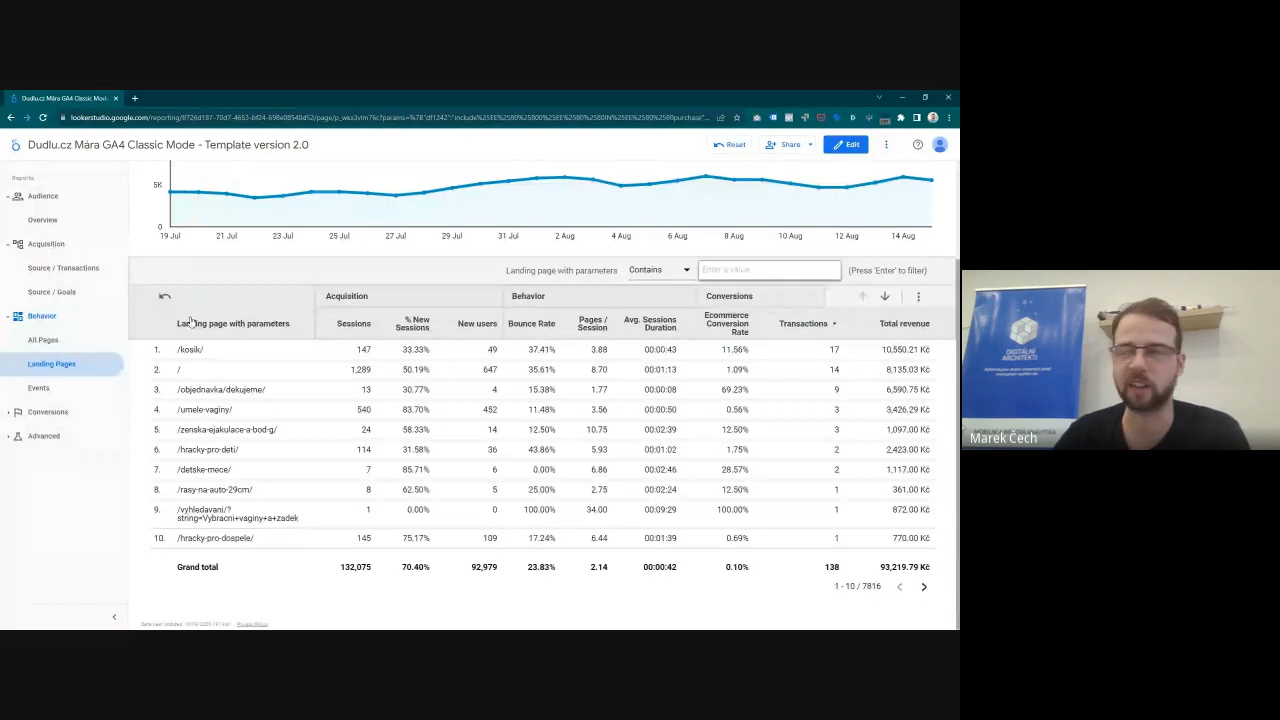 Dudlu.cz Mára GA4 Classic Mode
Dudlu.cz Mára GA4 Classic Mode - Template version 2.0
Reset
Share
Edit
Reports
Audience
Overview
Acquisition
Source / Transactions
Source / Goals
Behavior
All Pages
Landing Pages
Events
Conversions
Advanced
5K
0
19 Jul 21 Jul 23 Jul 25 Jul 27 Jul 29 Jul 31 Jul 2 Aug 4 Aug 6 Aug 8 Aug 10 Aug 12 Aug 14 Aug
Landing page with parameters Contains Enter a value (Press 'Enter' to filter)
Acquisition Behavior Conversions
Landing page with parameters Sessions % New Sessions New users Bounce Rate Pages / Session Avg. Sessions Duration Ecommerce Conversion Rate Transactions Total revenue
1. /kosik/ 147 33.33% 49 37.41% 3.88 00:00:43 11.56% 17 10,550.21 Kč
2. / 1,289 50.19% 647 35.61% 8.70 00:01:13 1.09% 14 8,135.03 Kč
3. /objednavka/dekujeme/ 13 30.77% 4 15.38% 1.77 00:00:08 69.23% 9 6,590.75 Kč
4. /umele-vaginy/ 540 83.70% 452 11.48% 3.56 00:00:50 0.56% 3 3,426.29 Kč
5. /zenska-ejakulace-a-bod-g/ 24 58.33% 14 12.50% 10.75 00:02:39 12.50% 3 1,097.00 Kč
6. /hracky-pro-deti/ 114 31.58% 36 43.86% 5.93 00:01:02 1.75% 2 2,423.00 Kč
7. /detske-mece/ 7 85.71% 6 0.00% 6.86 00:02:46 28.57% 2 1,117.00 Kč
8. /rasy-na-auto-29cm/ 8 62.50% 5 25.00% 2.75 00:02:24 12.50% 1 361.00 Kč
9. /vyhledavani/? 1 0.00% 0 100.00% 34.00 00:09:29 100.00% 1 872.00 Kč
string=Vybracni+vaginy+a+zadek
10. /hracky-pro-dospele/ 145 75.17% 109 17.24% 6.44 00:01:39 0.69% 1 770.00 Kč
Grand total 132,075 70.40% 92,979 23.83% 2.14 00:00:42 0.10% 138 93,219.79 Kč
1 - 10 / 7816
Privacy Policy
DIGITÁLNÍ
ARCHITEKTI
Marek Čech